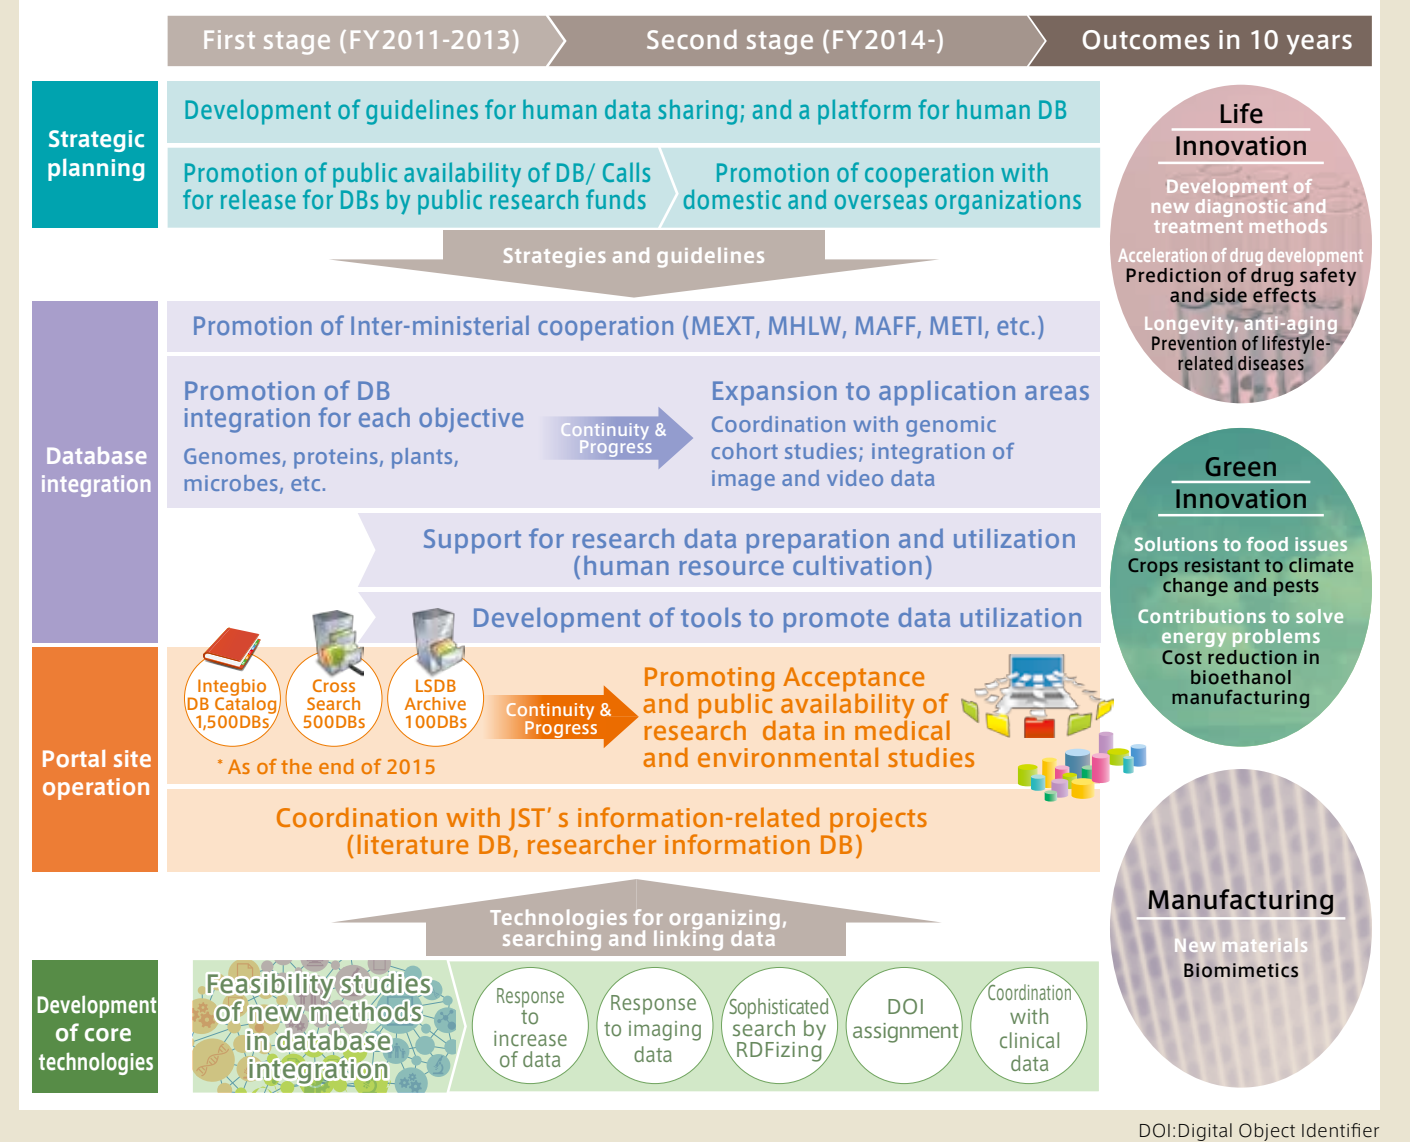 First stage (FY2011-2013)
Second stage (FY2014-)
Outcomes in 10 years
Strategic
planning
Development of guidelines for human data sharing; and a platform for human DB
Promotion of public availability of DB/ Calls
for release for DBs by public research funds
Promotion of cooperation with
domestic and overseas organizations
Strategies and guidelines
Database
integration
Promotion of Inter-ministerial cooperation (MEXT, MHLW, MAFF, METI, etc.)
Promotion of DB
integration for each objective
Genomes, proteins, plants,
microbes, etc.
Continuity &
Progress
Expansion to application areas
Coordination with genomic
cohort studies; integration of
image and video data
Support for research data preparation and utilization
(human resource cultivation)
Development of tools to promote data utilization
Portal site
operation
Integbio
DB Catalog
1,500DBs
Cross
Search
500DBs
LSDB
Archive
100DBs
* As of the end of 2015
Continuity &
Progress
Promoting Acceptance
and public availability of
research data in medical
and environmental studies
Coordination with JST's information-related projects
(literature DB, researcher information DB)
Technologies for organizing,
searching and linking data
Development
of core
technologies
Feasibility studies
of new methods
in database
integration
Response
to
increase
of data
Response
to imaging
data
Sophisticated
search by
RDFizing
DOI
assignment
Coordination
with
clinical
data
Life
Innovation
Development of
new diagnostic and
treatment methods
Acceleration of drug development
Prediction of drug safety
and side effects
Longevity, anti-aging
Prevention of lifestyle-
related diseases
Green
Innovation
Solutions to food issues
Crops resistant to climate
change and pests
Contributions to solve
energy problems
Cost reduction in
bioethanol
manufacturing
Manufacturing
New materials
Biomimetics
DOI:Digital Object Identifier